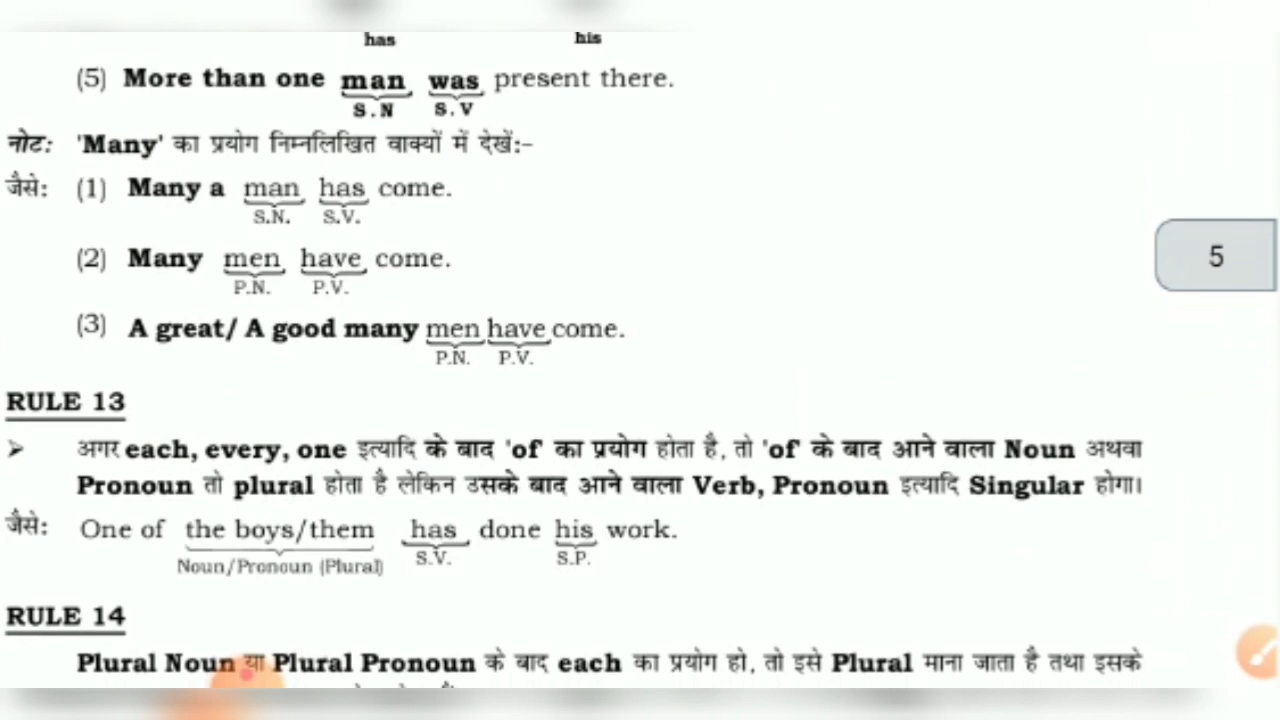 has his
(5) More than one man was present there.
S.N S.V
नोट: 'Many' का प्रयोग निम्नलिखित वाक्यों में देखें:-
जैसे: (1) Many a man has come.
S.N. S.V.
(2) Many men have come.
P.N. P.V.
5
(3) A great/ A good many men have come.
P.N. P.V.
RULE 13
➢ अगर each, every, one इत्यादि के बाद 'of' का प्रयोग होता है, तो 'of' के बाद आने वाला Noun अथवा
Pronoun तो plural होता है लेकिन उसके बाद आने वाला Verb, Pronoun इत्यादि Singular होगा।
जैसे: One of the boys/them has done his work.
Noun/Pronoun (Plural) S.V. S.P.
RULE 14
Plural Noun या Plural Pronoun के बाद each का प्रयोग हो, तो इसे Plural माना जाता है तथा इसके